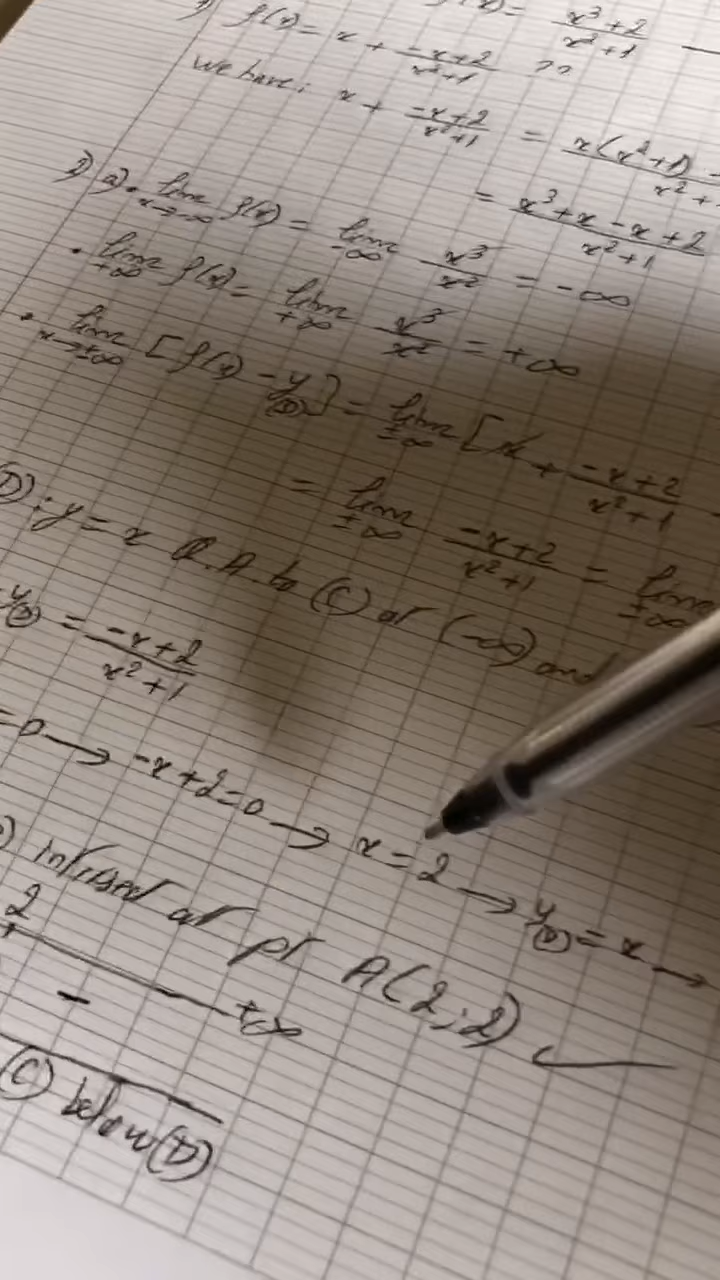 f(x) = x³+2 / x²+1
f(x) = x + -x+2 / x²+1
we have: x + -x+2 / x²+1 = x(x²+1) / x²+
= x³+x-x+2 / x²+1
2) a) • lim x→-∞ f(x) = lim -∞ x³/x² = -∞
• lim +∞ f(x) = lim +∞ x³/x² = +∞
• lim x→±∞ [f(x) - y(D)] = lim ±∞ [x + -x+2 / x²+1
= lim ±∞ -x+2 / x²+1 = lim ±∞
(D): y = x O.A to (C) at (-∞) and
y(D) = -x+2 / x²+1
=0 → -x+2=0 → x=2 → y(D) = x →
intersect at pt A(2;2)
2 +∞
-
(C) below (D)